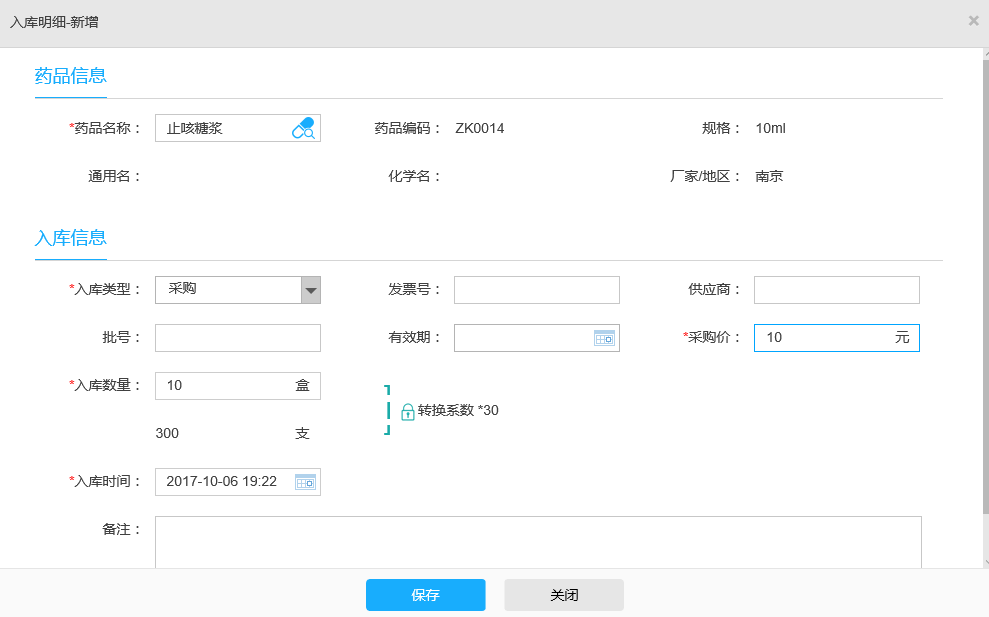 入库明细-新增
药品信息
*药品名称： 止咳糖浆 药品编码： ZK0014 规格： 10ml
通用名： 化学名： 厂家/地区： 南京
入库信息
*入库类型： 采购 发票号： 供应商：
批号： 有效期： *采购价： 10 元
*入库数量： 10 盒
转换系数 *30
300 支
*入库时间： 2017-10-06 19:22
备注：
保存 关闭